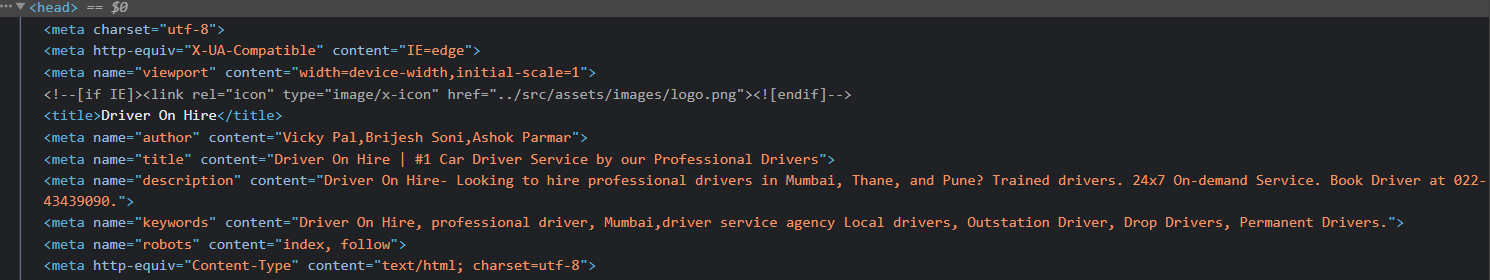 ··· ▼<head> == $0
<meta charset="utf-8">
<meta http-equiv="X-UA-Compatible" content="IE=edge">
<meta name="viewport" content="width=device-width,initial-scale=1">
<!--[if IE]><link rel="icon" type="image/x-icon" href="../src/assets/images/logo.png"><![endif]-->
<title>Driver On Hire</title>
<meta name="author" content="Vicky Pal,Brijesh Soni,Ashok Parmar">
<meta name="title" content="Driver On Hire | #1 Car Driver Service by our Professional Drivers">
<meta name="description" content="Driver On Hire- Looking to hire professional drivers in Mumbai, Thane, and Pune? Trained drivers. 24x7 On-demand Service. Book Driver at 022-
43439090.">
<meta name="keywords" content="Driver On Hire, professional driver, Mumbai,driver service agency Local drivers, Outstation Driver, Drop Drivers, Permanent Drivers.">
<meta name="robots" content="index, follow">
<meta http-equiv="Content-Type" content="text/html; charset=utf-8">